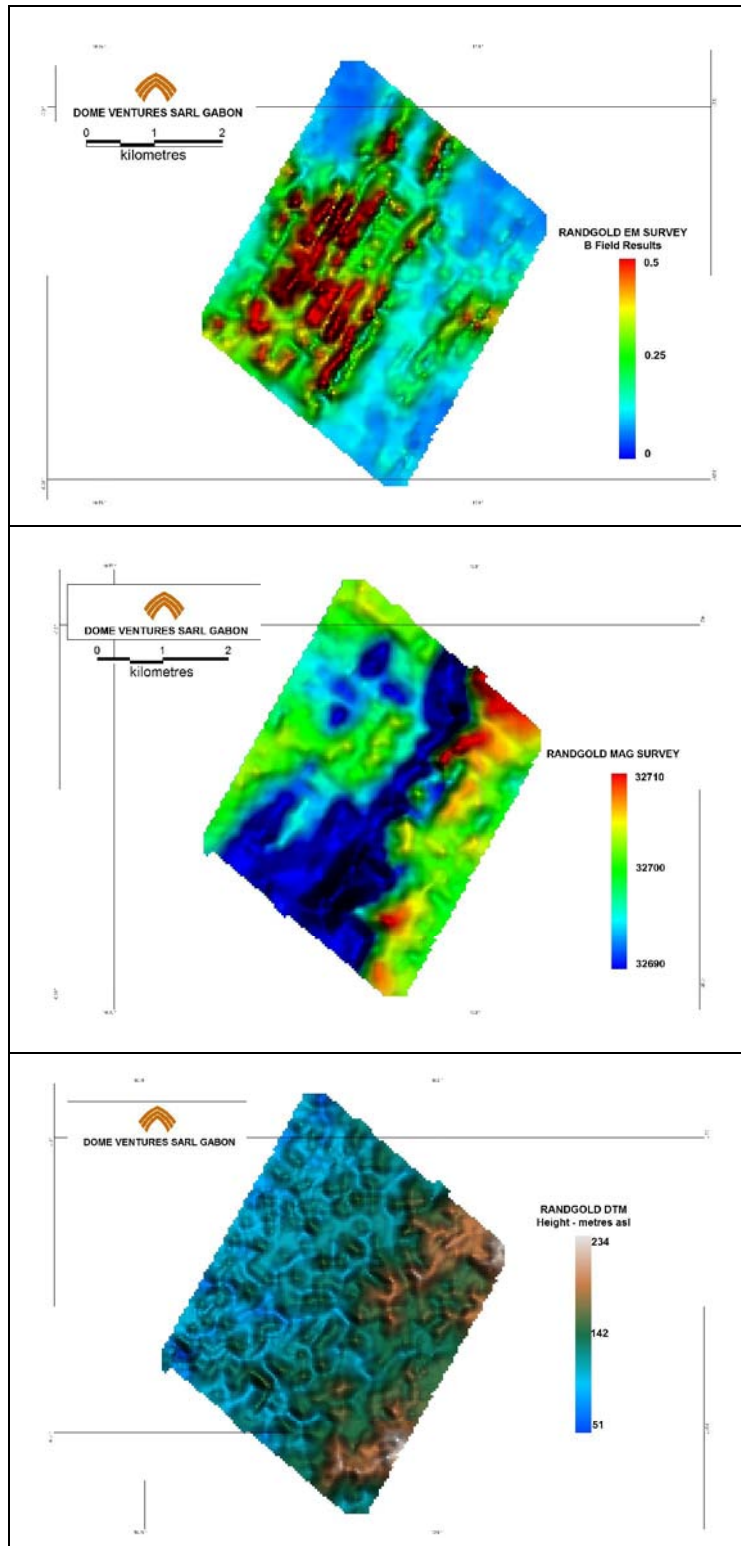 DOME VENTURES SARL GABON
0 1 2
kilometres
RANDGOLD EM SURVEY
B Field Results
0.5
0.25
0
DOME VENTURES SARL GABON
0 1 2
kilometres
RANDGOLD MAG SURVEY
32710
32700
32690
DOME VENTURES SARL GABON
RANDGOLD DTM
Height - metres asl
234
142
51